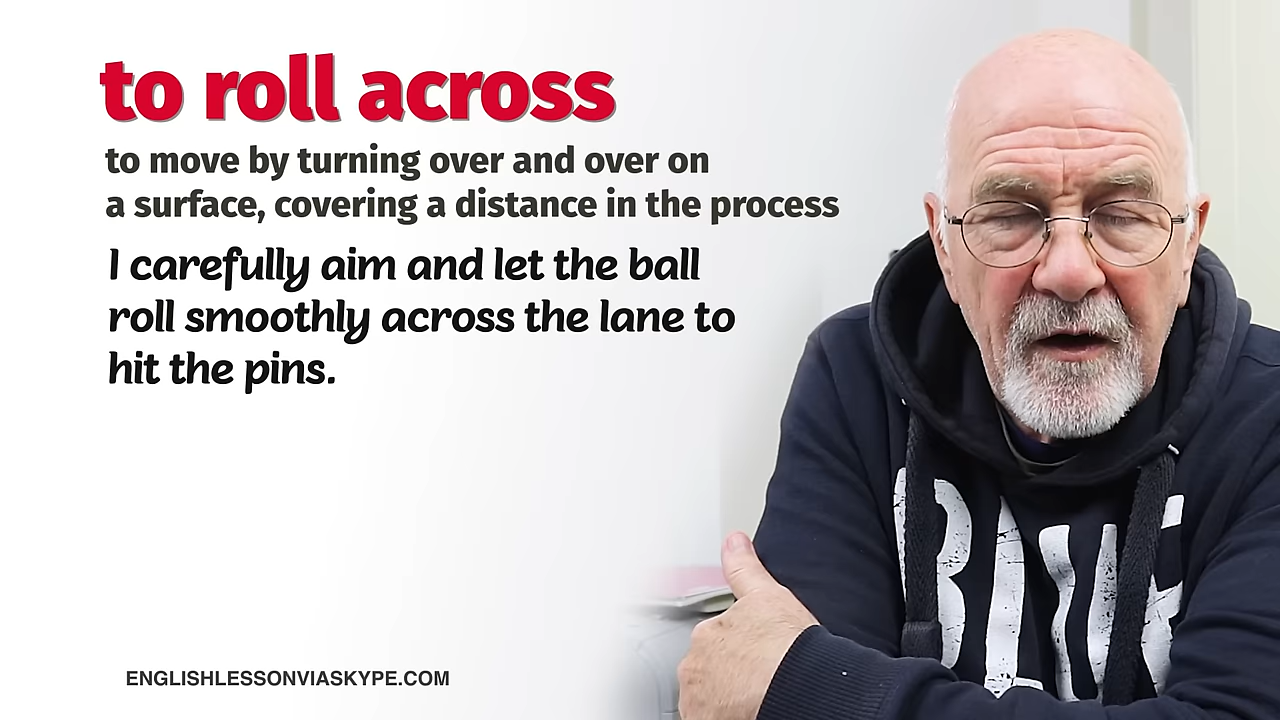 to roll across
to move by turning over and over on
a surface, covering a distance in the process
I carefully aim and let the ball
roll smoothly across the lane to
hit the pins.
ENGLISHLESSONVIASKYPE.COM